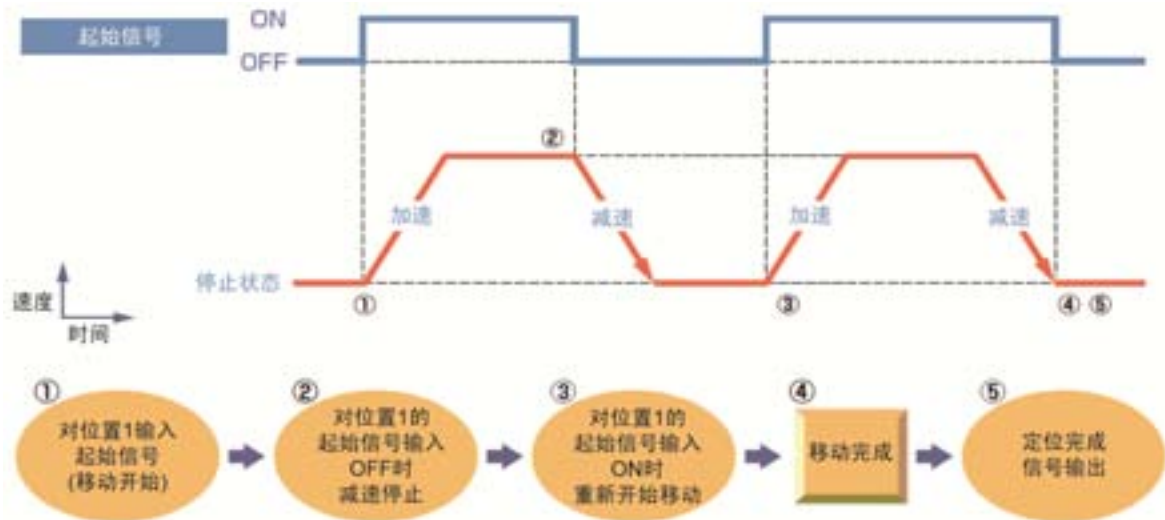 起始信号
ON
OFF
②
加速
减速
加速
减速
停止状态
①
③
④ ⑤
速度
时间
①
对位置1输入
起始信号
(移动开始)
②
对位置1的
起始信号输入
OFF时
减速停止
③
对位置1的
起始信号输入
ON时
重新开始移动
④
移动完成
⑤
定位完成
信号输出